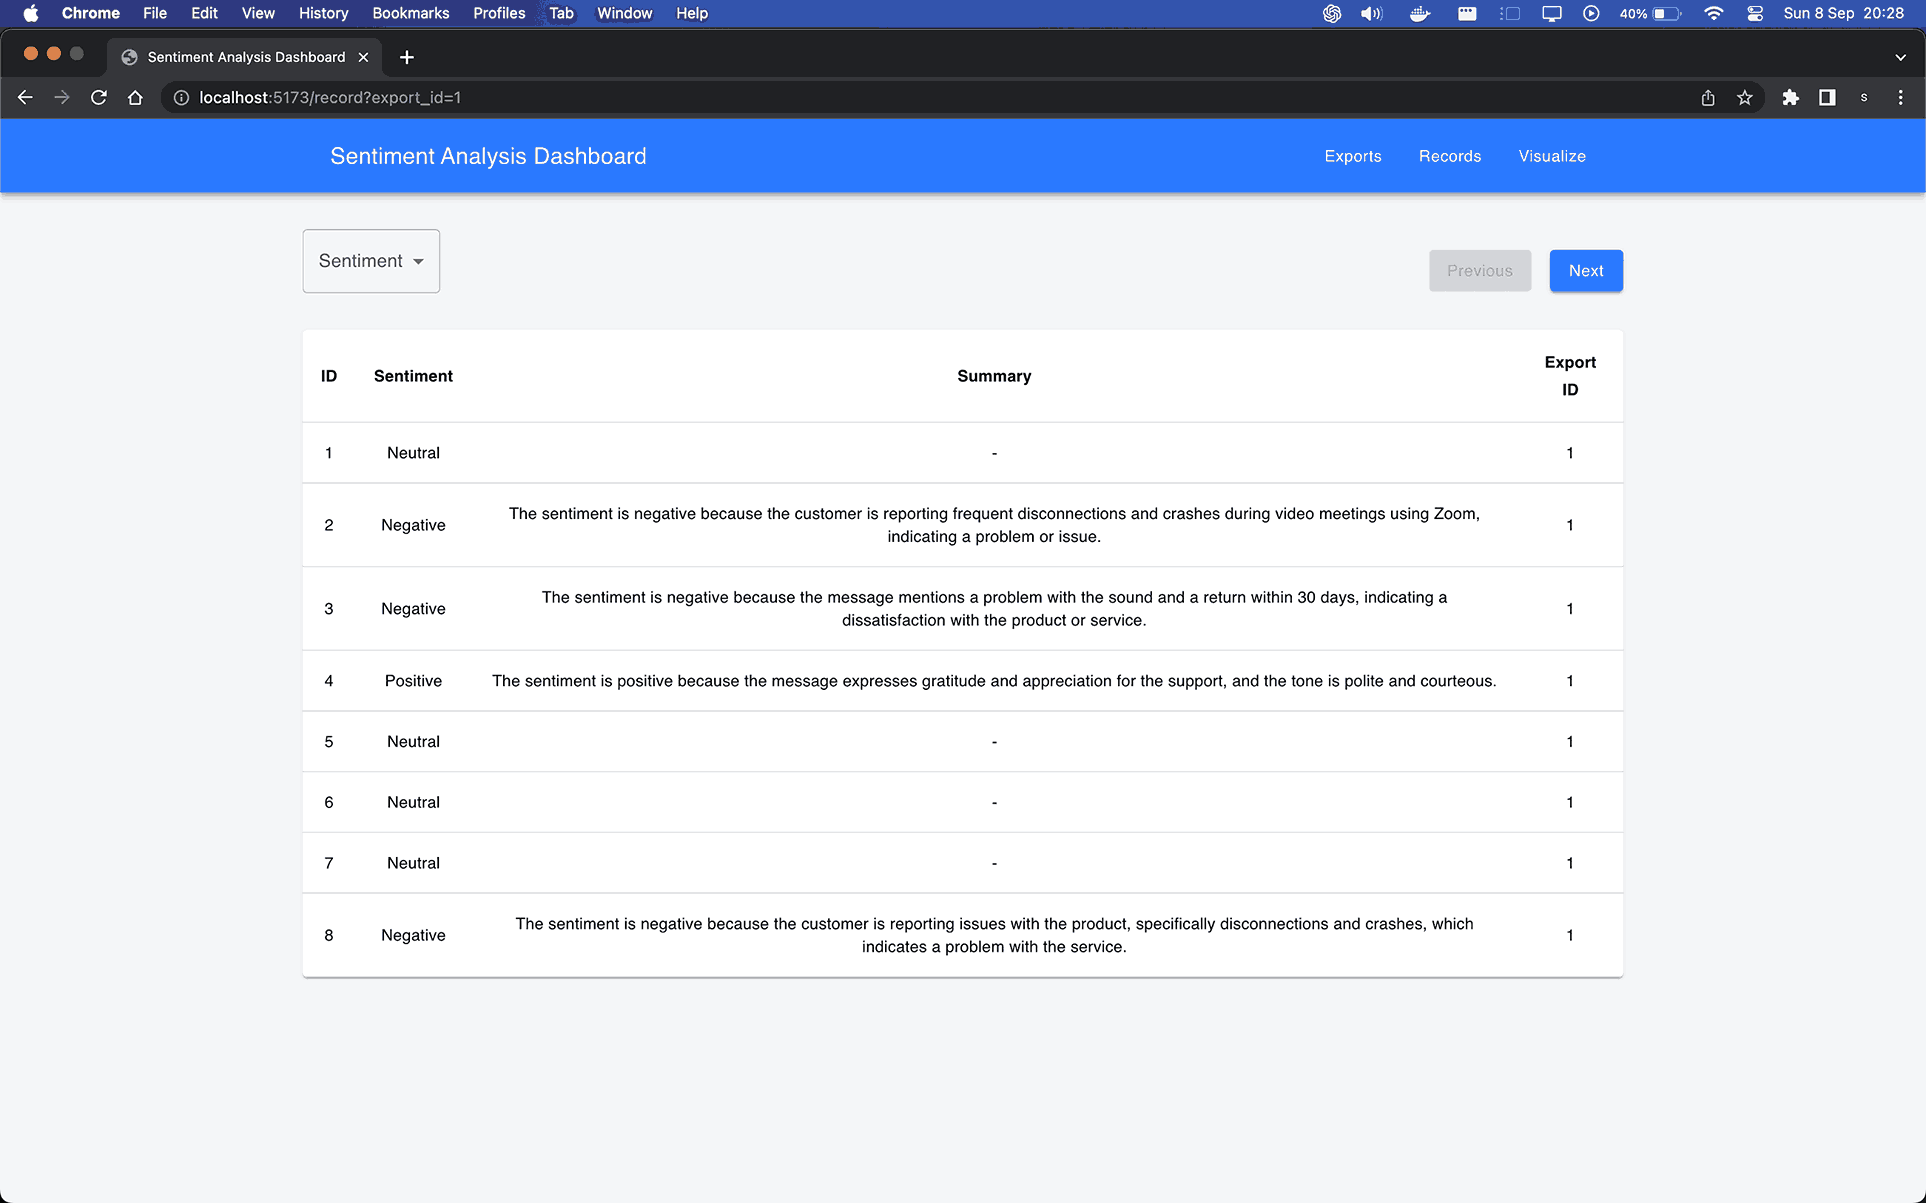 Chrome File Edit View History Bookmarks Profiles Tab Window Help 40% Sun 8 Sep 20:28
Sentiment Analysis Dashboard
localhost:5173/record?export_id=1 s
Sentiment Analysis Dashboard Exports Records Visualize
Sentiment Previous Next
ID Sentiment Summary Export
ID
1 Neutral - 1
2 Negative The sentiment is negative because the customer is reporting frequent disconnections and crashes during video meetings using Zoom, 1
indicating a problem or issue.
3 Negative The sentiment is negative because the message mentions a problem with the sound and a return within 30 days, indicating a 1
dissatisfaction with the product or service.
4 Positive The sentiment is positive because the message expresses gratitude and appreciation for the support, and the tone is polite and courteous. 1
5 Neutral - 1
6 Neutral - 1
7 Neutral - 1
8 Negative The sentiment is negative because the customer is reporting issues with the product, specifically disconnections and crashes, which 1
indicates a problem with the service.